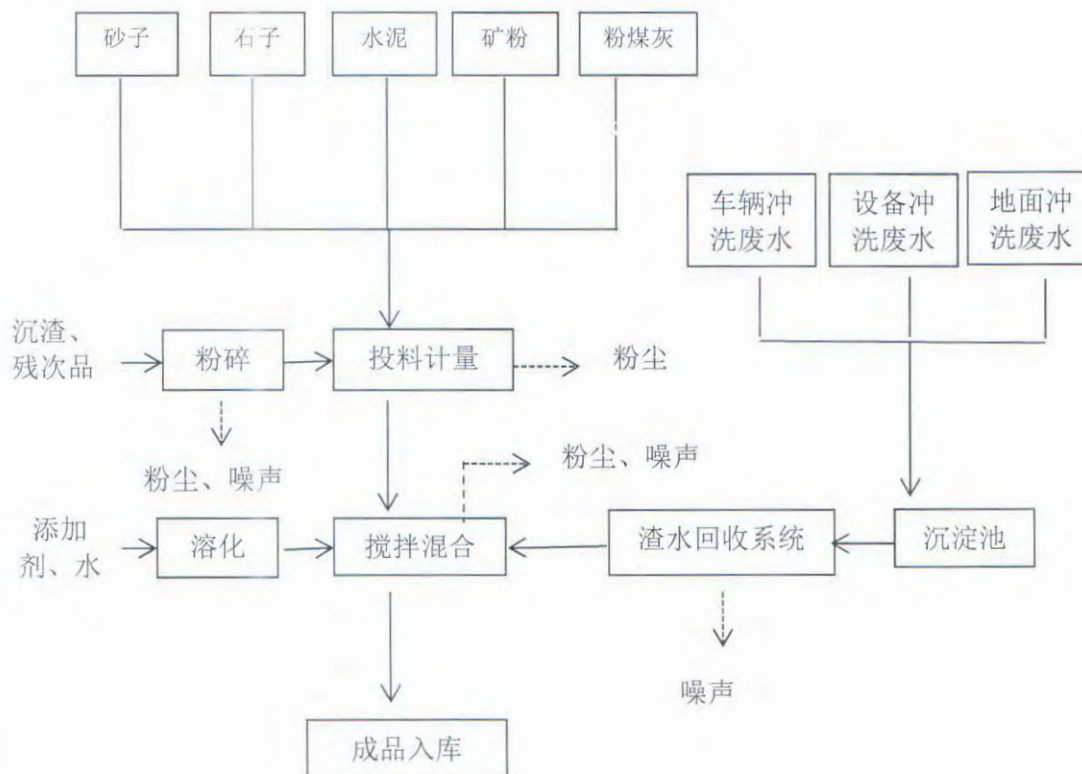 砂子
石子
水泥
矿粉
粉煤灰
车辆冲
洗废水
设备冲
洗废水
地面冲
洗废水
沉渣、
残次品
粉碎
投料计量
粉尘
粉尘、噪声
粉尘、噪声
添加
剂、水
溶化
搅拌混合
渣水回收系统
沉淀池
噪声
成品入库